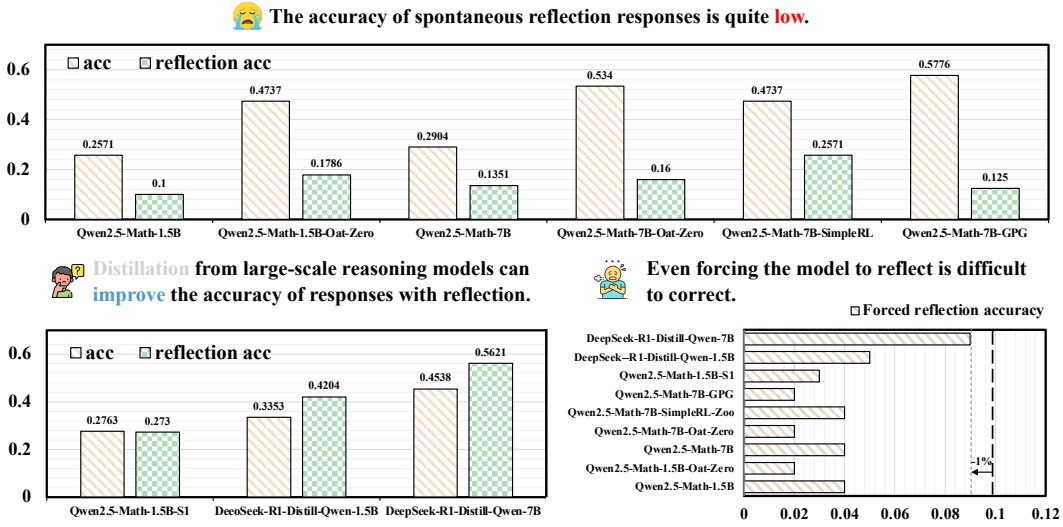 The accuracy of spontaneous reflection responses is quite low.
acc
reflection acc
0.6
0.4
0.2
0
0.2571
0.1
0.4737
0.1786
0.2904
0.1351
0.534
0.16
0.4737
0.2571
0.5776
0.125
Qwen2.5-Math-1.5B
Qwen2.5-Math-1.5B-Oat-Zero
Qwen2.5-Math-7B
Qwen2.5-Math-7B-Oat-Zero
Qwen2.5-Math-7B-SimpleRL
Qwen2.5-Math-7B-GPG
?
Distillation from large-scale reasoning models can
improve the accuracy of responses with reflection.
acc
reflection acc
0.6
0.4
0.2
0
0.2763
0.273
0.3353
0.4204
0.4538
0.5621
Qwen2.5-Math-1.5B-S1
DeeoSeek-R1-Distill-Qwen-1.5B
DeepSeek-R1-Distill-Qwen-7B
Even forcing the model to reflect is difficult
to correct.
Forced reflection accuracy
DeepSeek-R1-Distill-Qwen-7B
DeepSeek--R1-Distill-Qwen-1.5B
Qwen2.5-Math-1.5B-S1
Qwen2.5-Math-7B-GPG
Qwen2.5-Math-7B-SimpleRL-Zoo
Qwen2.5-Math-7B-Oat-Zero
Qwen2.5-Math-7B
Qwen2.5-Math-1.5B-Oat-Zero
Qwen2.5-Math-1.5B
-1%
0
0.02
0.04
0.06
0.08
0.1
0.12